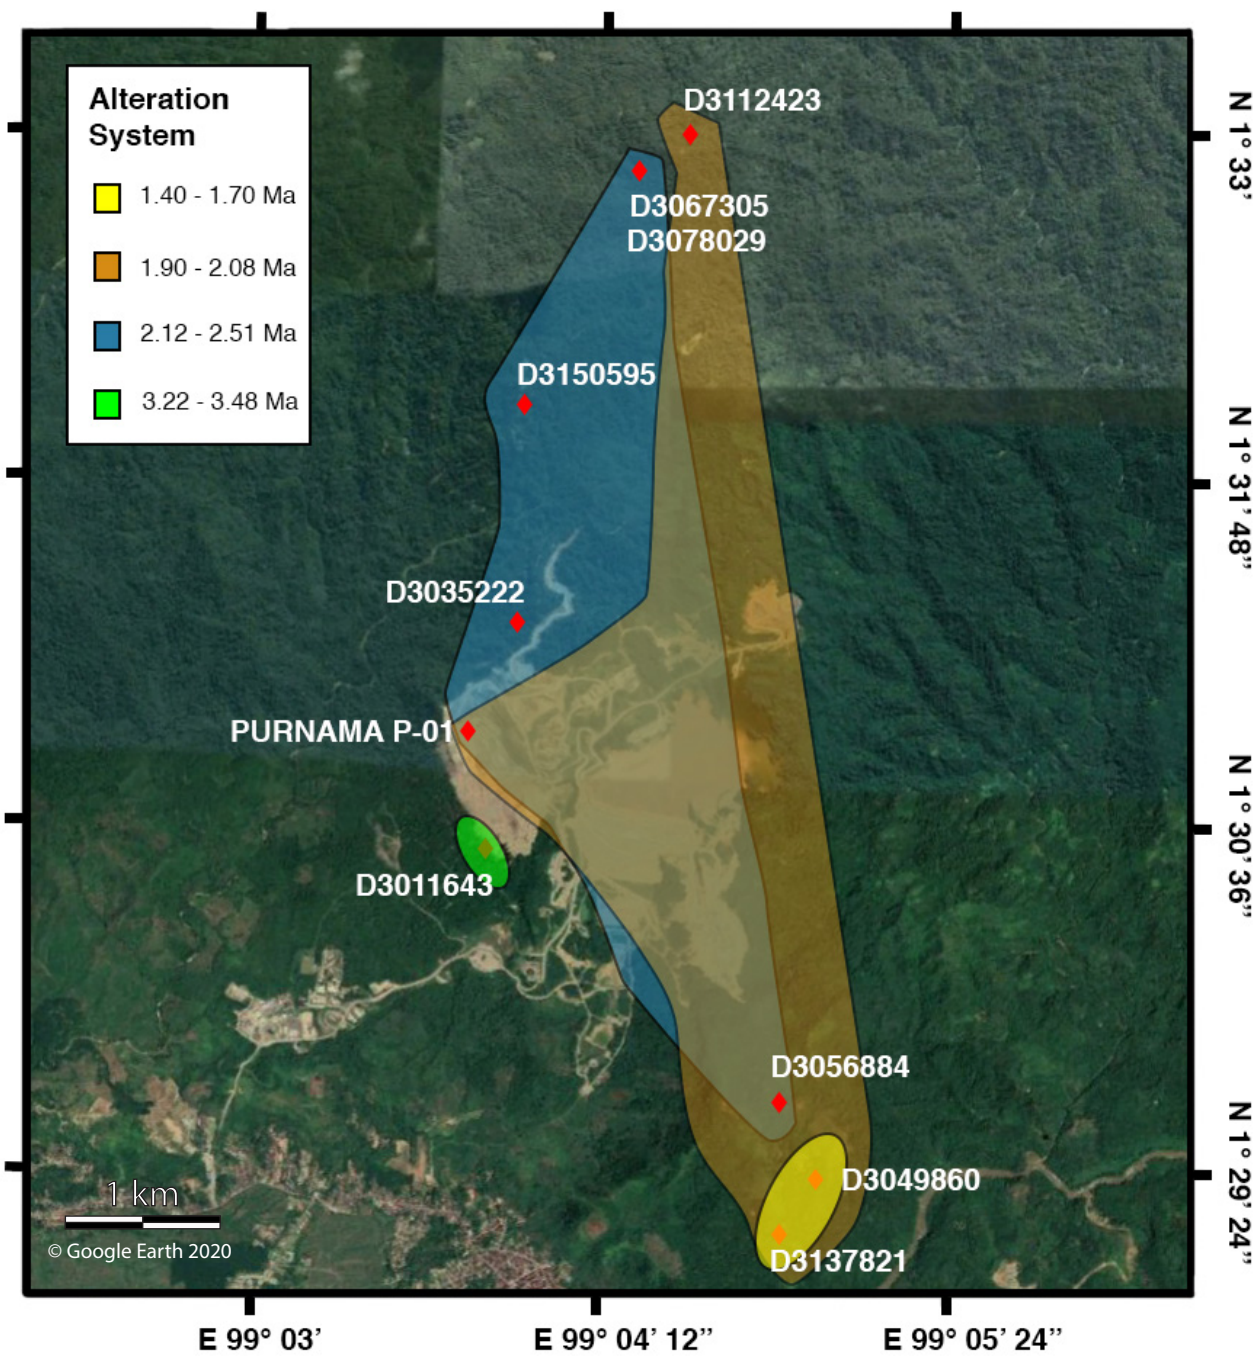 Alteration
System
1.40 - 1.70 Ma
1.90 - 2.08 Ma
2.12 - 2.51 Ma
3.22 - 3.48 Ma
D3112423
D3067305
D3078029
D3150595
D3035222
PURNAMA P-01
D3011643
D3056884
D3049860
D3137821
1 km
© Google Earth 2020
N 1° 33’
N 1° 31’ 48”
N 1° 30’ 36”
N 1° 29’ 24”
E 99° 03’
E 99° 04’ 12”
E 99° 05’ 24”